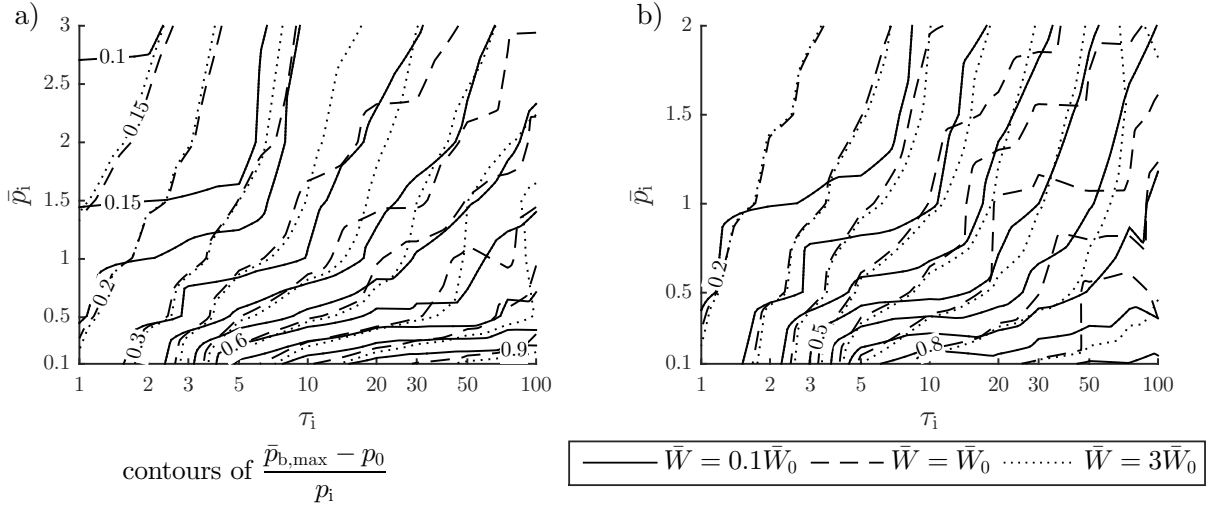 a)
3
2.5
2
1.5
1
0.5
0.1
p̄ᵢ
0.1
0.15
0.15
0.2
0.3
0.6
0.9
1 2 3 5 10 20 30 50 100
τᵢ
b)
2
1.5
1
0.5
0.1
p̄ᵢ
0.2
0.5
0.8
1 2 3 5 10 20 30 50 100
τᵢ
contours of (p̄_b,max − p₀) / pᵢ
W̄ = 0.1W̄₀ W̄ = W̄₀ W̄ = 3W̄₀